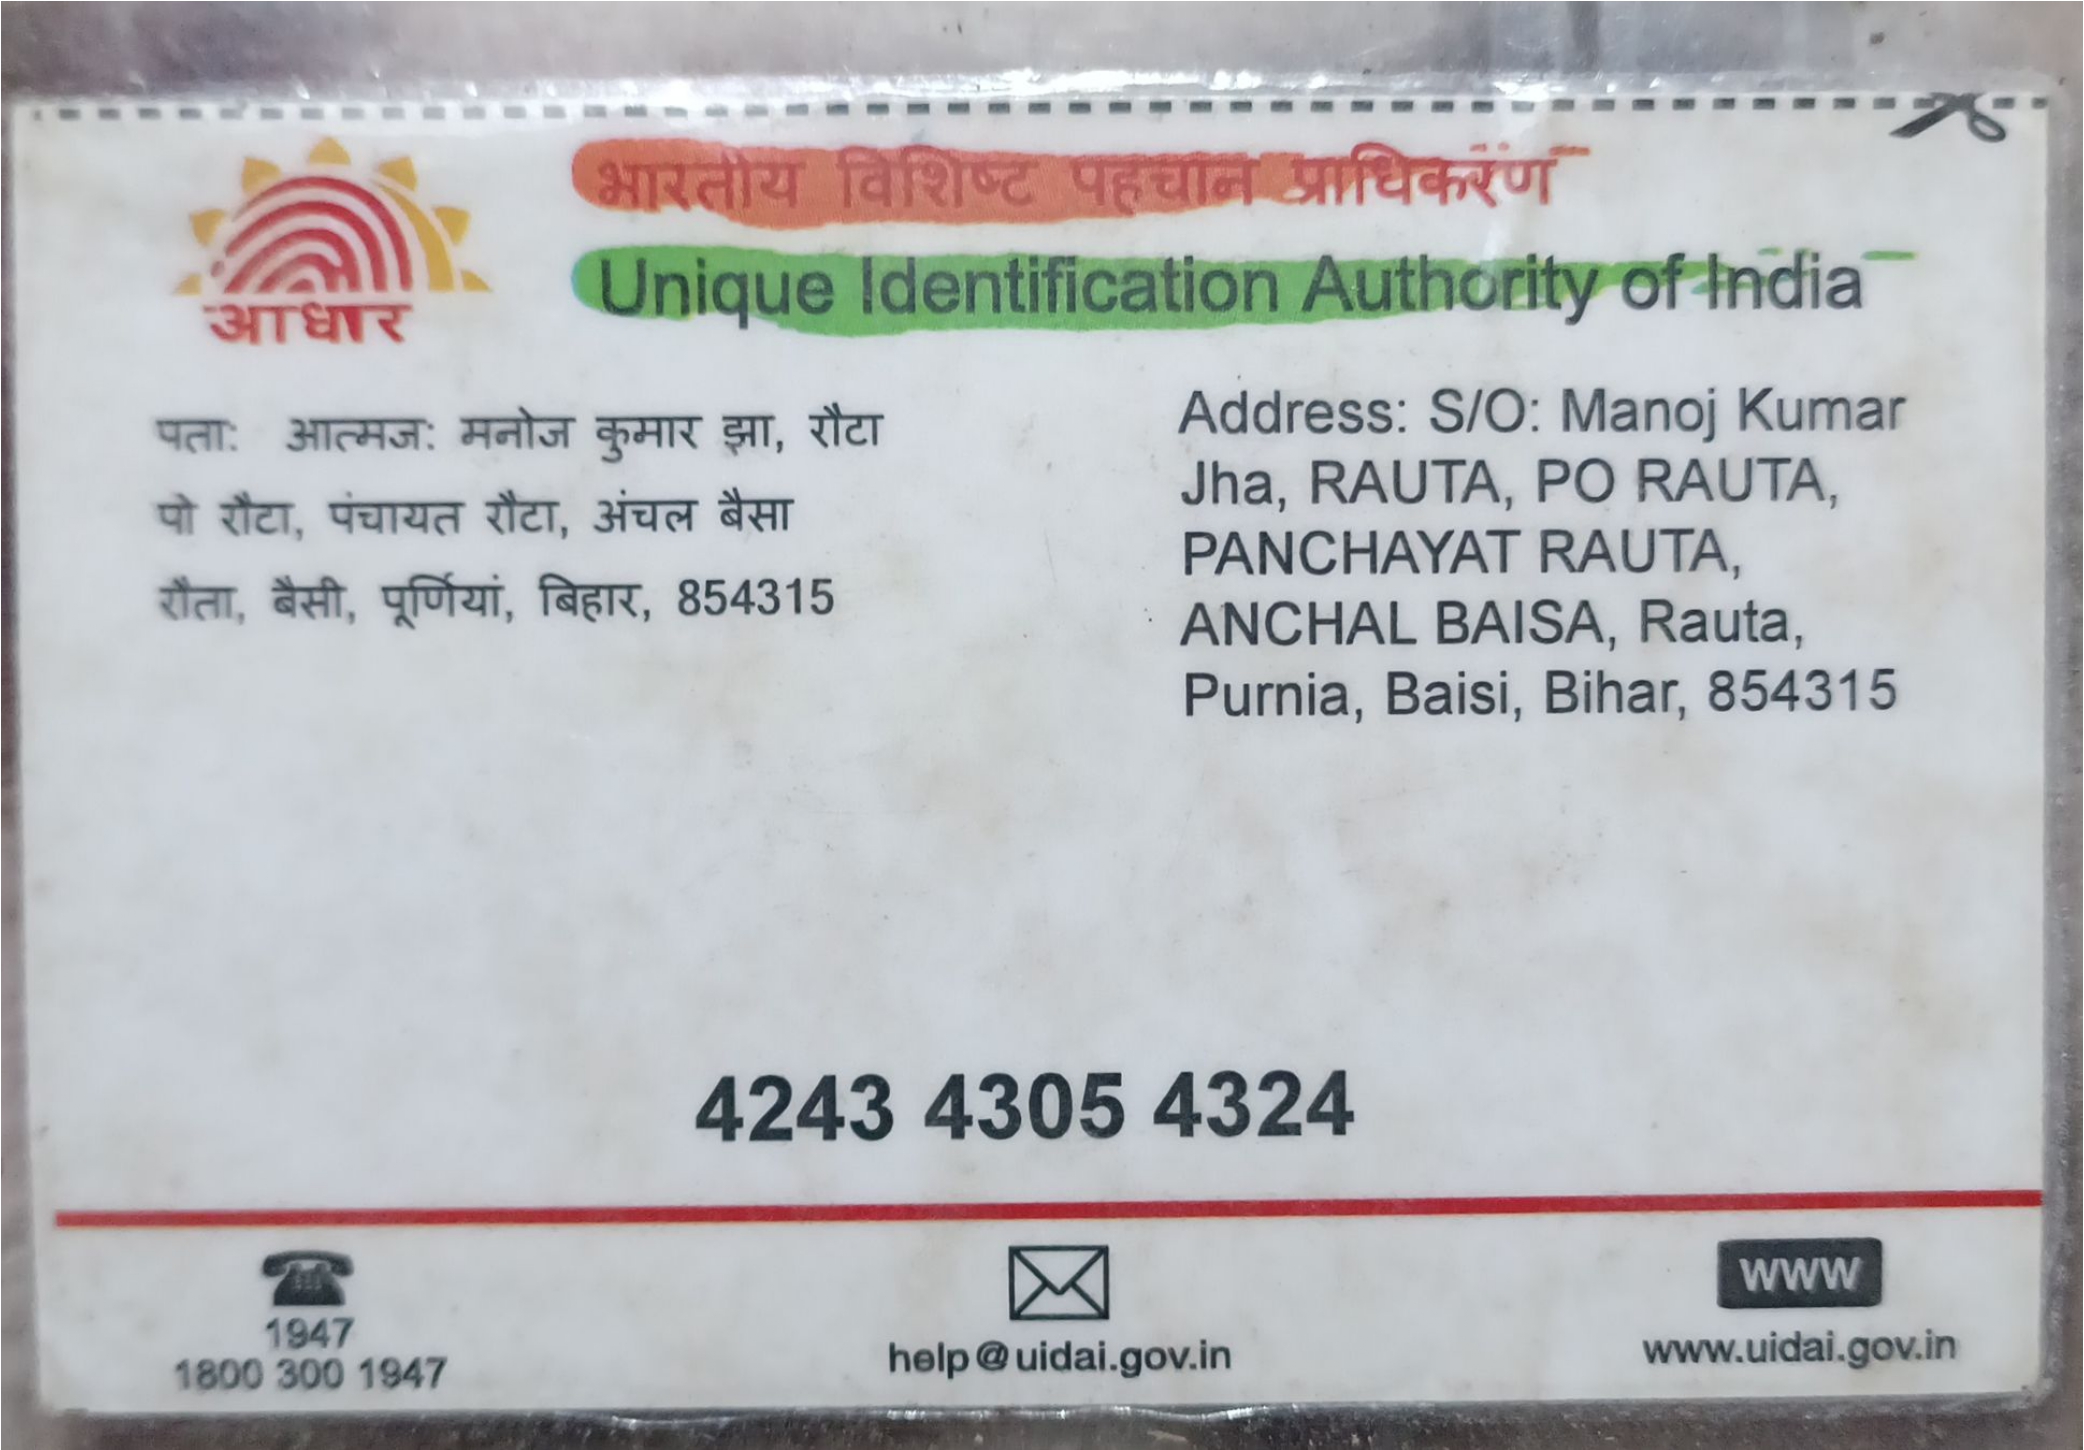 भारतीय विशिष्ट पहचान प्राधिकरण
Unique Identification Authority of India
आधार
पता: आत्मज: मनोज कुमार झा, रौटा
पो रौटा, पंचायत रौटा, अंचल बैसा
रौता, बैसी, पूर्णियां, बिहार, 854315
Address: S/O: Manoj Kumar
Jha, RAUTA, PO RAUTA,
PANCHAYAT RAUTA,
ANCHAL BAISA, Rauta,
Purnia, Baisi, Bihar, 854315
4243 4305 4324
1947
1800 300 1947
help@uidai.gov.in
WWW
www.uidai.gov.in